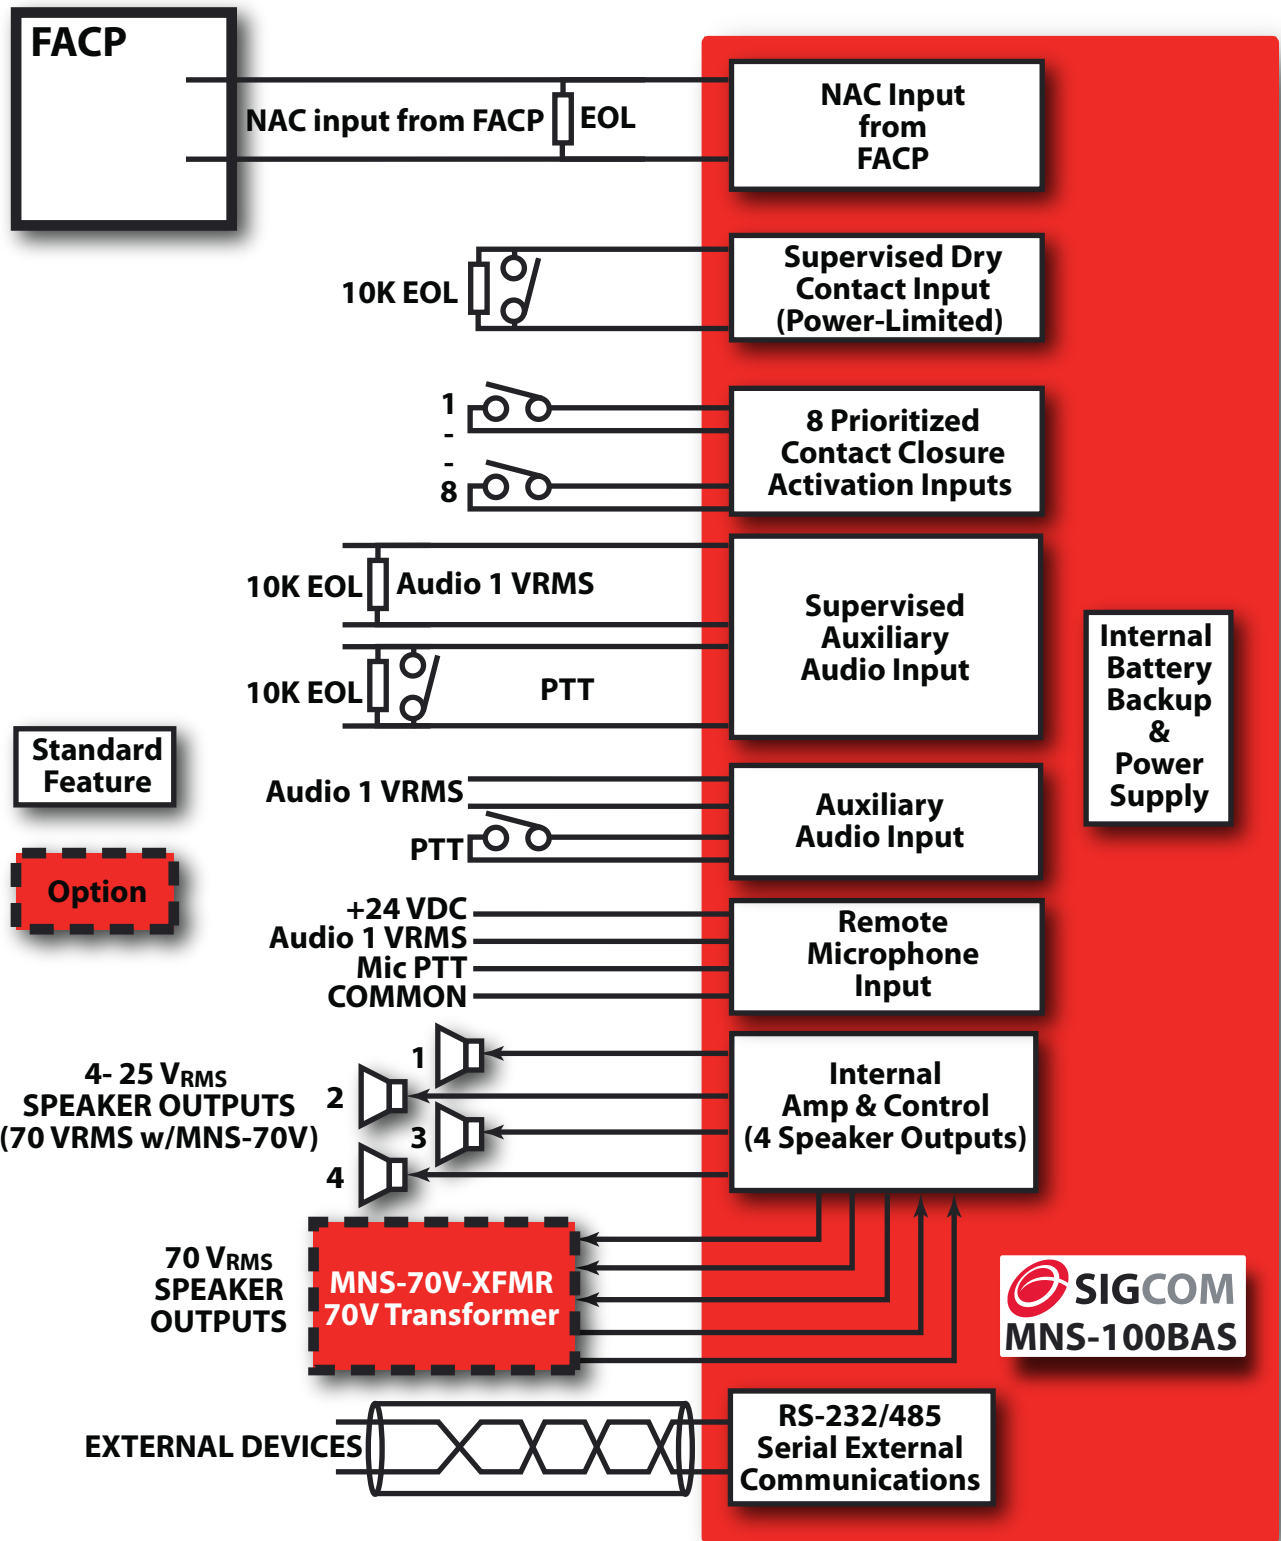 FACP
NAC input from FACP
EOL
NAC Input
from
FACP
10K EOL
Supervised Dry
Contact Input
(Power-Limited)
1
-
-
8
8 Prioritized
Contact Closure
Activation Inputs
10K EOL
Audio 1 VRMS
10K EOL
PTT
Supervised
Auxiliary
Audio Input
Internal
Battery
Backup
&
Power
Supply
Standard
Feature
Option
Audio 1 VRMS
PTT
Auxiliary
Audio Input
+24 VDC
Audio 1 VRMS
Mic PTT
COMMON
Remote
Microphone
Input
4- 25 VRMS
SPEAKER OUTPUTS
(70 VRMS w/MNS-70V)
1
2
3
4
Internal
Amp & Control
(4 Speaker Outputs)
70 VRMS
SPEAKER
OUTPUTS
MNS-70V-XFMR
70V Transformer
SIGCOM
MNS-100BAS
EXTERNAL DEVICES
RS-232/485
Serial External
Communications